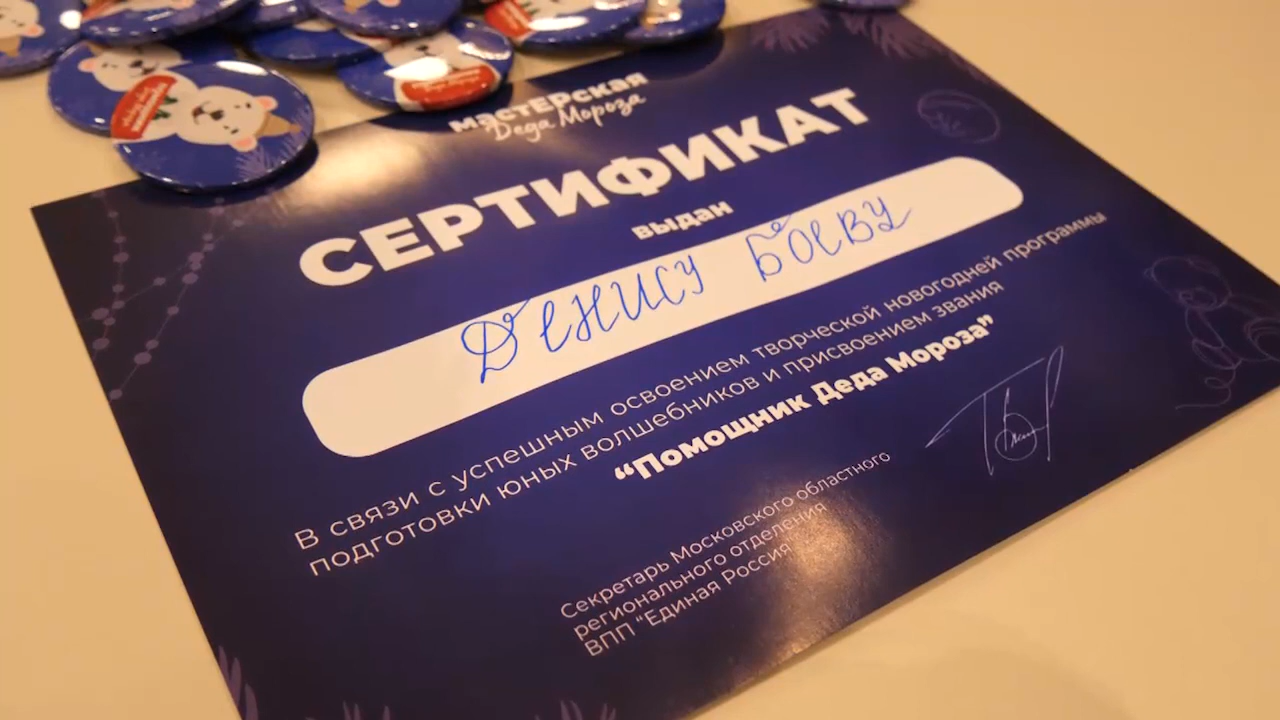 мастЕРская
Деда Мороза
СЕРТИФИКАТ
выдан
Денису Боеву
В связи с успешным освоением творческой новогодней программы
подготовки юных волшебников и присвоением звания
“Помощник Деда Мороза”
Секретарь Московского областного
регионального отделения
ВПП “Единая Россия”